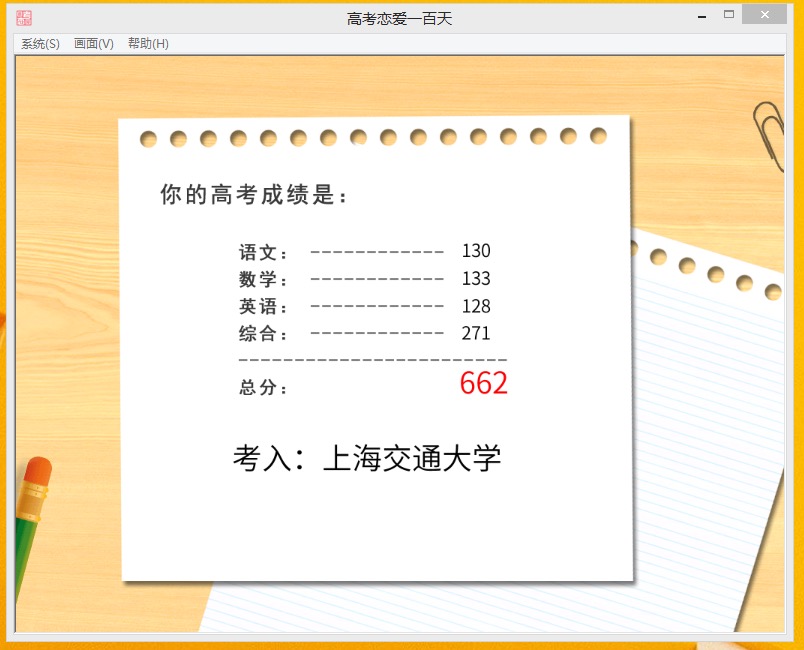 高考恋爱一百天
系统(S) 画面(V) 帮助(H)
你的高考成绩是：
语文： ------------ 130
数学： ------------ 133
英语： ------------ 128
综合： ------------ 271
------------------------
总分： 662
考入：上海交通大学